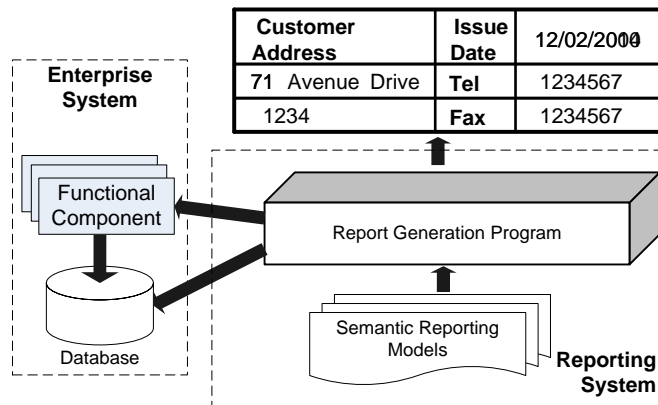 Customer Address
Issue Date
71 Avenue Drive
Tel
1234567
1234
Fax
1234567
Enterprise System
Functional Component
Database
Report Generation Program
Semantic Reporting Models
Reporting System